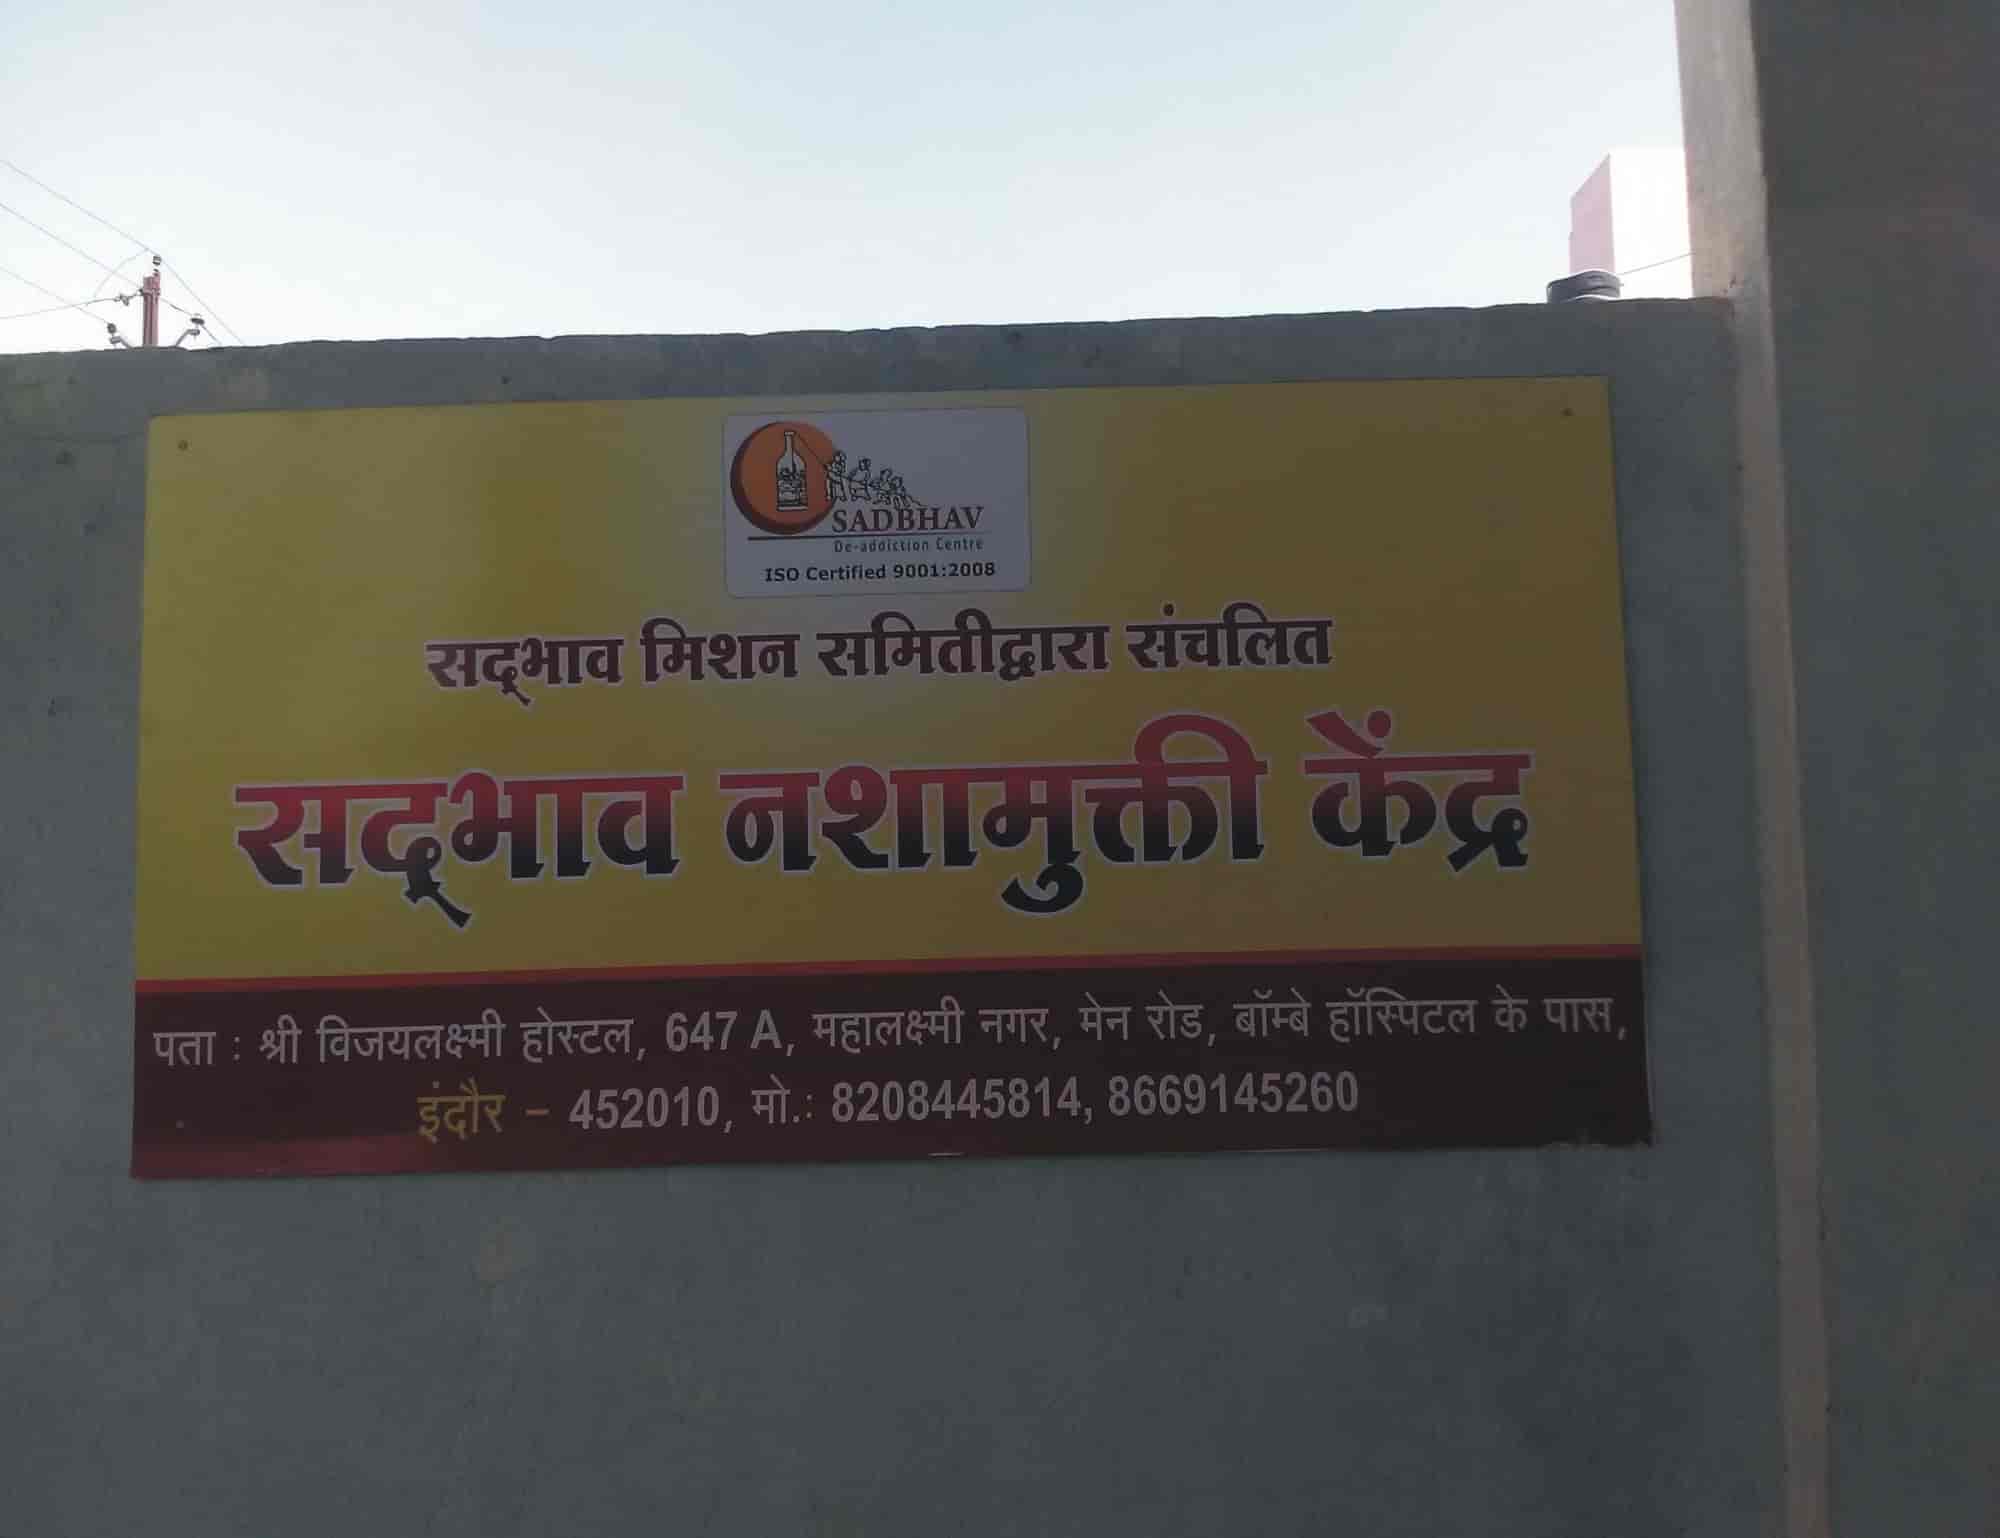 SADBHAV
De-addiction Centre
ISO Certified 9001:2008
सद्‌भाव मिशन समितीद्वारा संचलित
सद्‌भाव नशामुक्ती केंद्र
पता : श्री विजयलक्ष्मी होस्टल, 647 A, महालक्ष्मी नगर, मेन रोड, बॉम्बे हॉस्पिटल के पास,
इंदौर – 452010, मो.: 8208445814, 8669145260